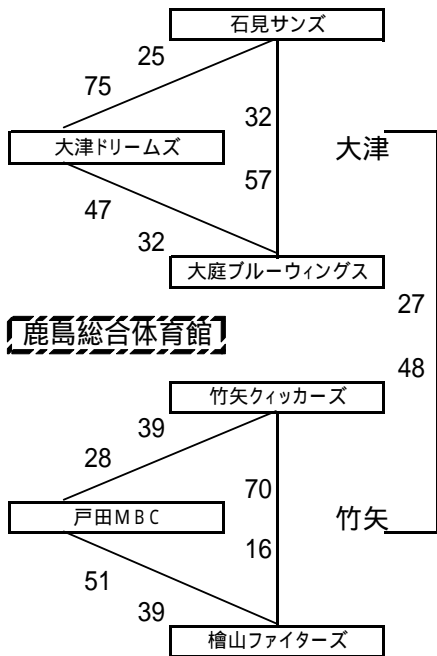 石見サンズ
25
75
32
大津
大津ドリームズ
57
47
32
大庭ブルーウィングス
27
鹿島総合体育館
48
竹矢クィッカーズ
39
28
70
戸田MBC
竹矢
16
51
39
檜山ファイターズ